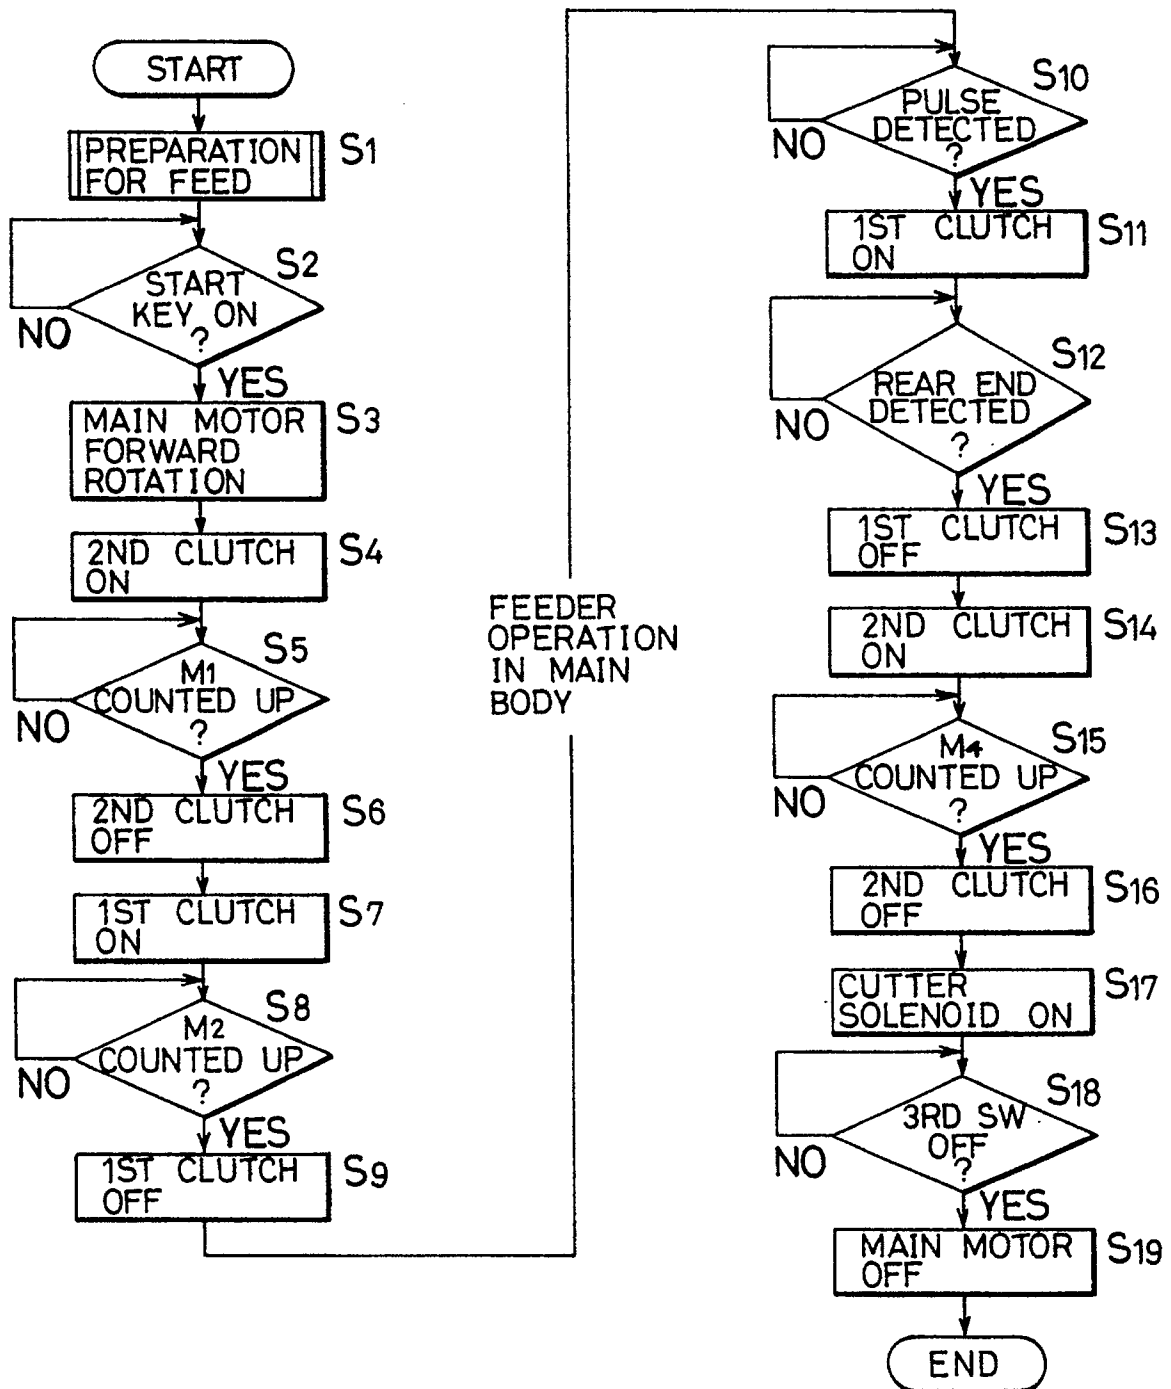 START
PREPARATION
FOR FEED
S1
S2
START
KEY ON
?
NO
YES
MAIN MOTOR
FORWARD
ROTATION
S3
2ND CLUTCH
ON
S4
S5
M1
COUNTED UP
?
NO
YES
2ND CLUTCH
OFF
S6
1ST CLUTCH
ON
S7
S8
M2
COUNTED UP
?
NO
YES
1ST CLUTCH
OFF
S9
FEEDER
OPERATION
IN MAIN
BODY
S10
PULSE
DETECTED
?
NO
YES
1ST CLUTCH
ON
S11
S12
REAR END
DETECTED
?
NO
YES
1ST CLUTCH
OFF
S13
2ND CLUTCH
ON
S14
S15
M4
COUNTED UP
?
NO
YES
2ND CLUTCH
OFF
S16
CUTTER
SOLENOID ON
S17
S18
3RD SW
OFF
?
NO
YES
MAIN MOTOR
OFF
S19
END